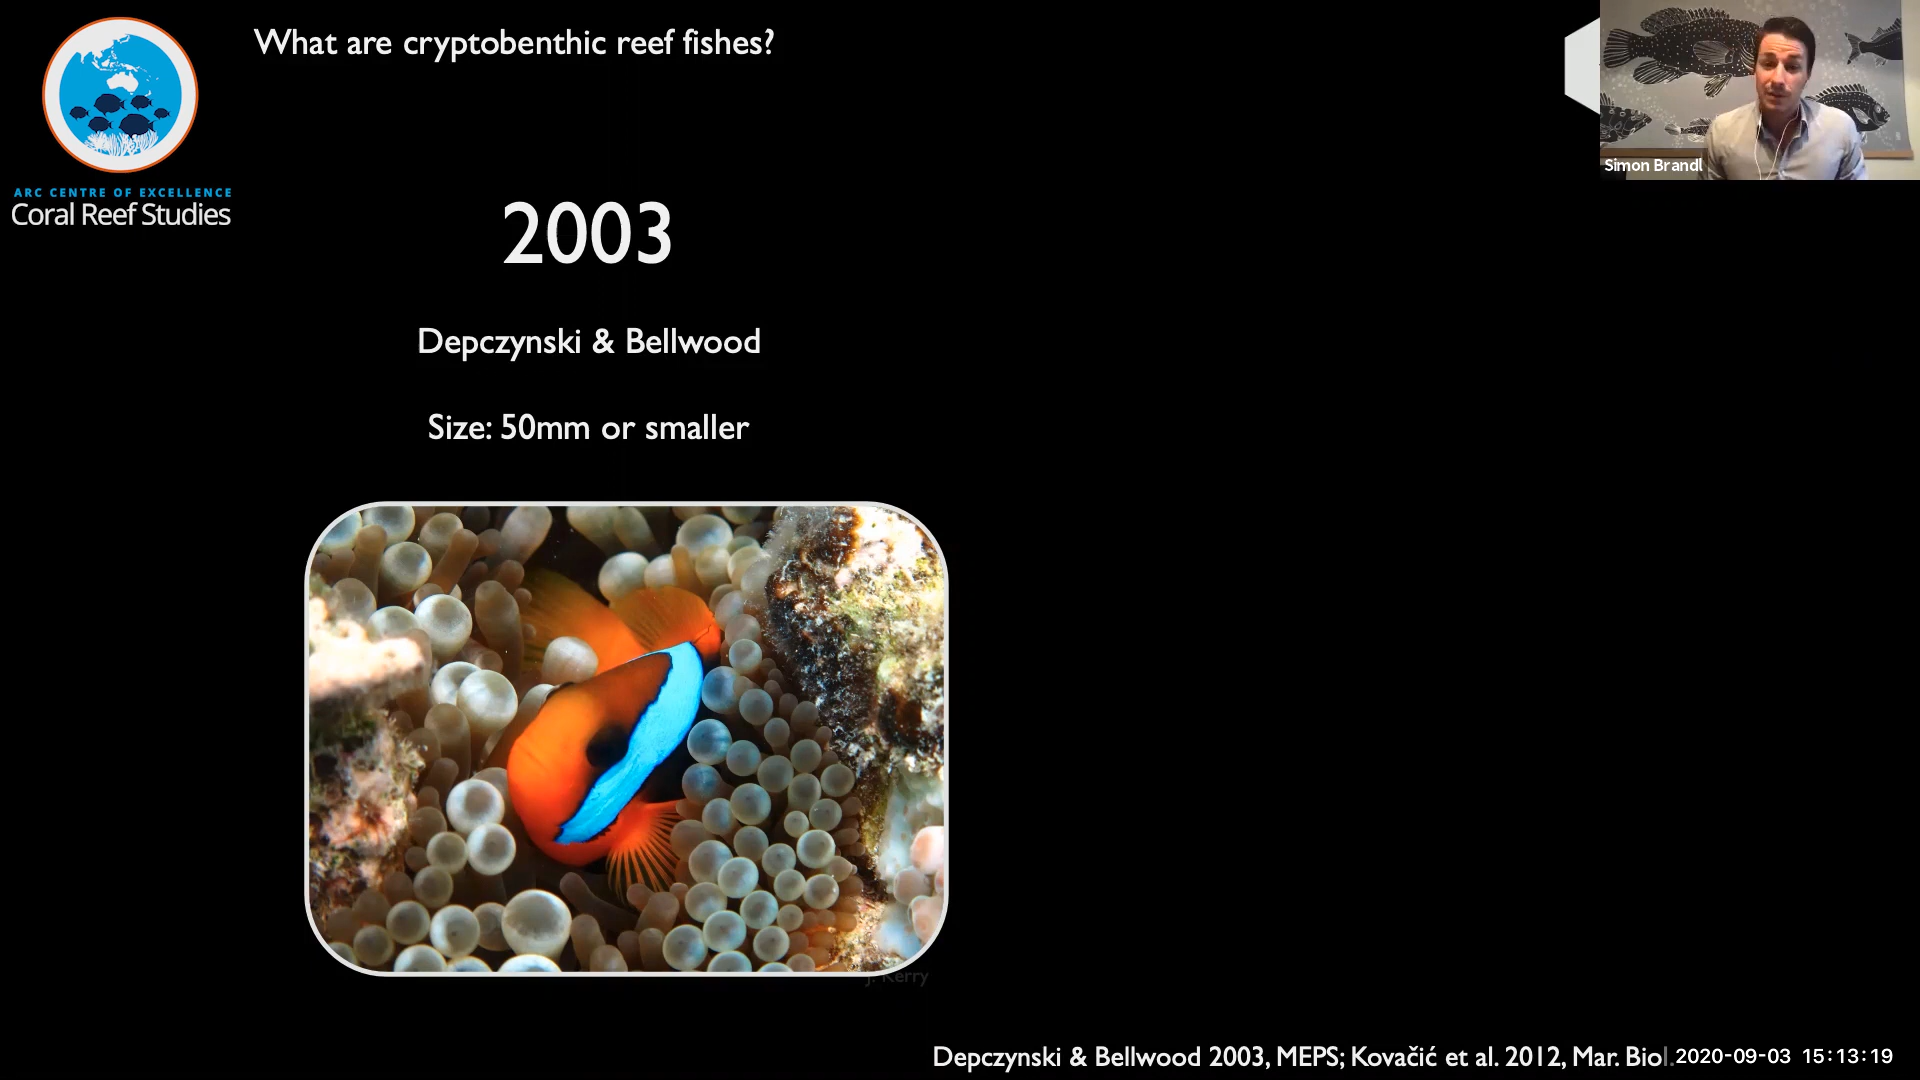 What are cryptobenthic reef fishes?
ARC CENTRE OF EXCELLENCE
Coral Reef Studies
Simon Brandl
2003
Depczynski & Bellwood
Size: 50mm or smaller
J. Kerry
Depczynski & Bellwood 2003, MEPS; Kovačić et al. 2012, Mar. Biol.
2020-09-03 15:13:19